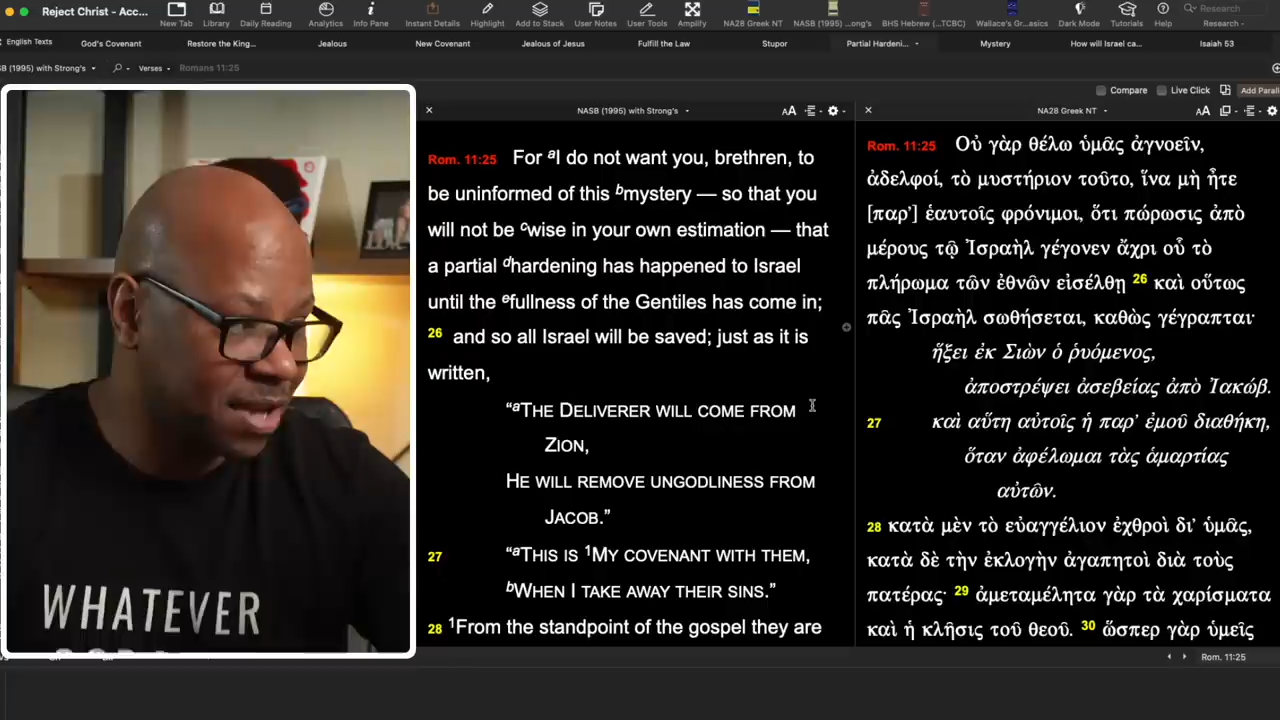 Reject Christ - Acc...
New Tab
Library
Daily Reading
Analytics
Info Pane
Instant Details
Highlight
Add to Stack
User Notes
User Tools
Amplify
NA28 Greek NT
NASB (1995) ...ong's
BHS Hebrew (...TCBC)
Wallace's Gr...asics
Dark Mode
Tutorials
Help
Research
Research
English Texts
God's Covenant
Restore the King...
Jealous
New Covenant
Jealous of Jesus
Fulfill the Law
Stupor
Partial Hardeni...
Mystery
How will Israel ca...
Isaiah 53
SB (1995) with Strong's
Verses
Romans 11:25
Compare
Live Click
Add Parall
NASB (1995) with Strong's
AA
NA28 Greek NT
AA
Rom. 11:25 For ᵃI do not want you, brethren, to
be uninformed of this ᵇmystery — so that you
will not be ᶜwise in your own estimation — that
a partial ᵈhardening has happened to Israel
until the ᵉfullness of the Gentiles has come in;
26 and so all Israel will be saved; just as it is
written,
“ᵃTHE DELIVERER WILL COME FROM
ZION,
HE WILL REMOVE UNGODLINESS FROM
JACOB.”
27 “ᵃTHIS IS ¹MY COVENANT WITH THEM,
ᵇWHEN I TAKE AWAY THEIR SINS.”
28 ¹From the standpoint of the gospel they are
Rom. 11:25 Οὐ γὰρ θέλω ὑμᾶς ἀγνοεῖν,
ἀδελφοί, τὸ μυστήριον τοῦτο, ἵνα μὴ ἦτε
[παρ’] ἑαυτοῖς φρόνιμοι, ὅτι πώρωσις ἀπὸ
μέρους τῷ Ἰσραὴλ γέγονεν ἄχρι οὗ τὸ
πλήρωμα τῶν ἐθνῶν εἰσέλθῃ 26 καὶ οὕτως
πᾶς Ἰσραὴλ σωθήσεται, καθὼς γέγραπται·
ἥξει ἐκ Σιὼν ὁ ῥυόμενος,
ἀποστρέψει ἀσεβείας ἀπὸ Ἰακώβ.
27 καὶ αὕτη αὐτοῖς ἡ παρ’ ἐμοῦ διαθήκη,
ὅταν ἀφέλωμαι τὰς ἁμαρτίας
αὐτῶν.
28 κατὰ μὲν τὸ εὐαγγέλιον ἐχθροὶ δι’ ὑμᾶς,
κατὰ δὲ τὴν ἐκλογὴν ἀγαπητοὶ διὰ τοὺς
πατέρας· 29 ἀμεταμέλητα γὰρ τὰ χαρίσματα
καὶ ἡ κλῆσις τοῦ θεοῦ. 30 ὥσπερ γὰρ ὑμεῖς
Rom. 11:25
WHATEVER